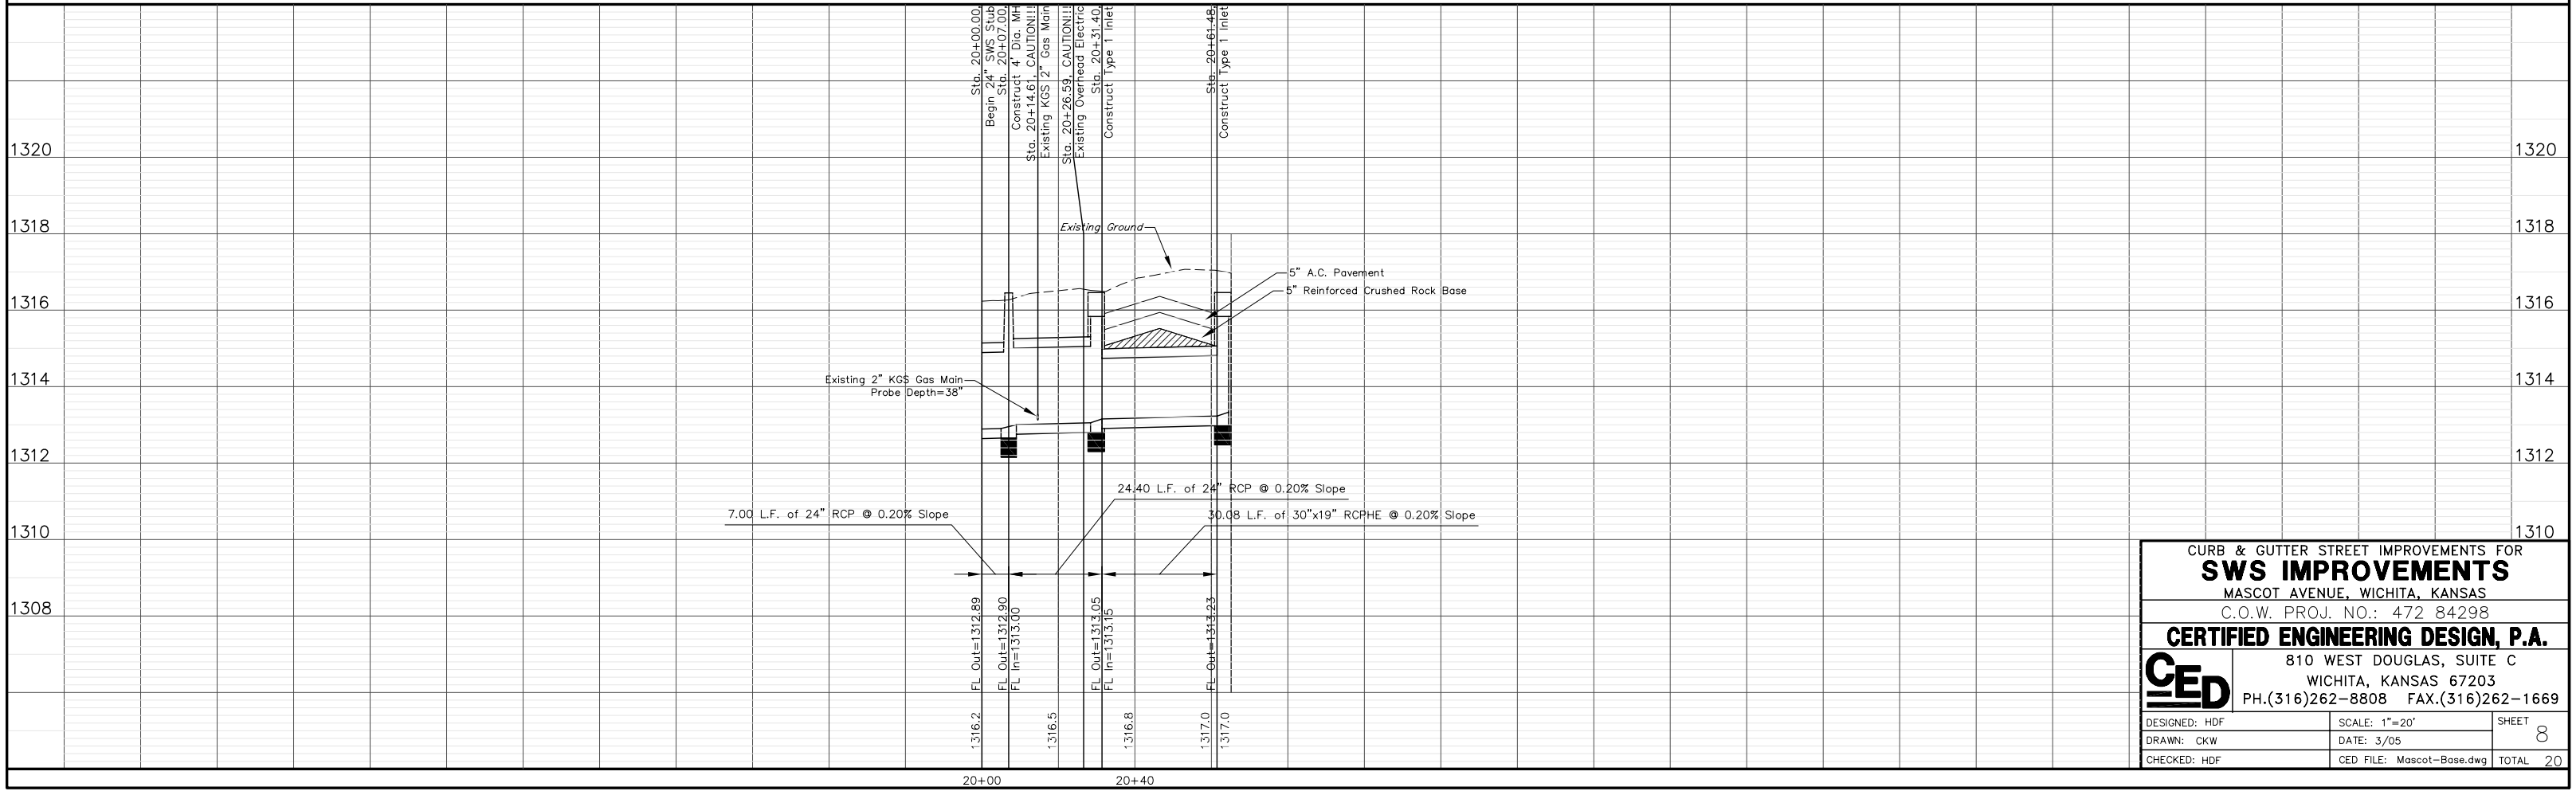 Sta. 20+00.00,
Begin 24" SWS Stub
Sta. 20+07.00,
Construct 4' Dia. MH
Sta. 20+14.61, CAUTION!!!
Existing KGS 2" Gas Main
Sta. 20+26.59, CAUTION!!!
Existing Overhead Electric
Sta. 20+31.40,
Construct Type 1 Inlet
Sta. 20+61.48,
Construct Type 1 Inlet
1320
1320
1318
1318
Existing Ground
5" A.C. Pavement
5" Reinforced Crushed Rock Base
1316
1316
1314
1314
Existing 2" KGS Gas Main
Probe Depth=38"
1312
1312
24.40 L.F. of 24" RCP @ 0.20% Slope
7.00 L.F. of 24" RCP @ 0.20% Slope
30.08 L.F. of 30"x19" RCPHE @ 0.20% Slope
1310
1310
1308
FL Out=1312.89
FL Out=1312.90
FL In=1313.00
FL Out=1313.05
FL In=1313.15
FL Out=1313.23
1316.2
1316.5
1316.8
1317.0
1317.0
20+00
20+40
CURB & GUTTER STREET IMPROVEMENTS FOR
SWS IMPROVEMENTS
MASCOT AVENUE, WICHITA, KANSAS
C.O.W. PROJ. NO.: 472 84298
CERTIFIED ENGINEERING DESIGN, P.A.
CED
810 WEST DOUGLAS, SUITE C
WICHITA, KANSAS 67203
PH.(316)262-8808 FAX.(316)262-1669
DESIGNED: HDF
SCALE: 1"=20'
SHEET
8
DRAWN: CKW
DATE: 3/05
CHECKED: HDF
CED FILE: Mascot-Base.dwg
TOTAL 20